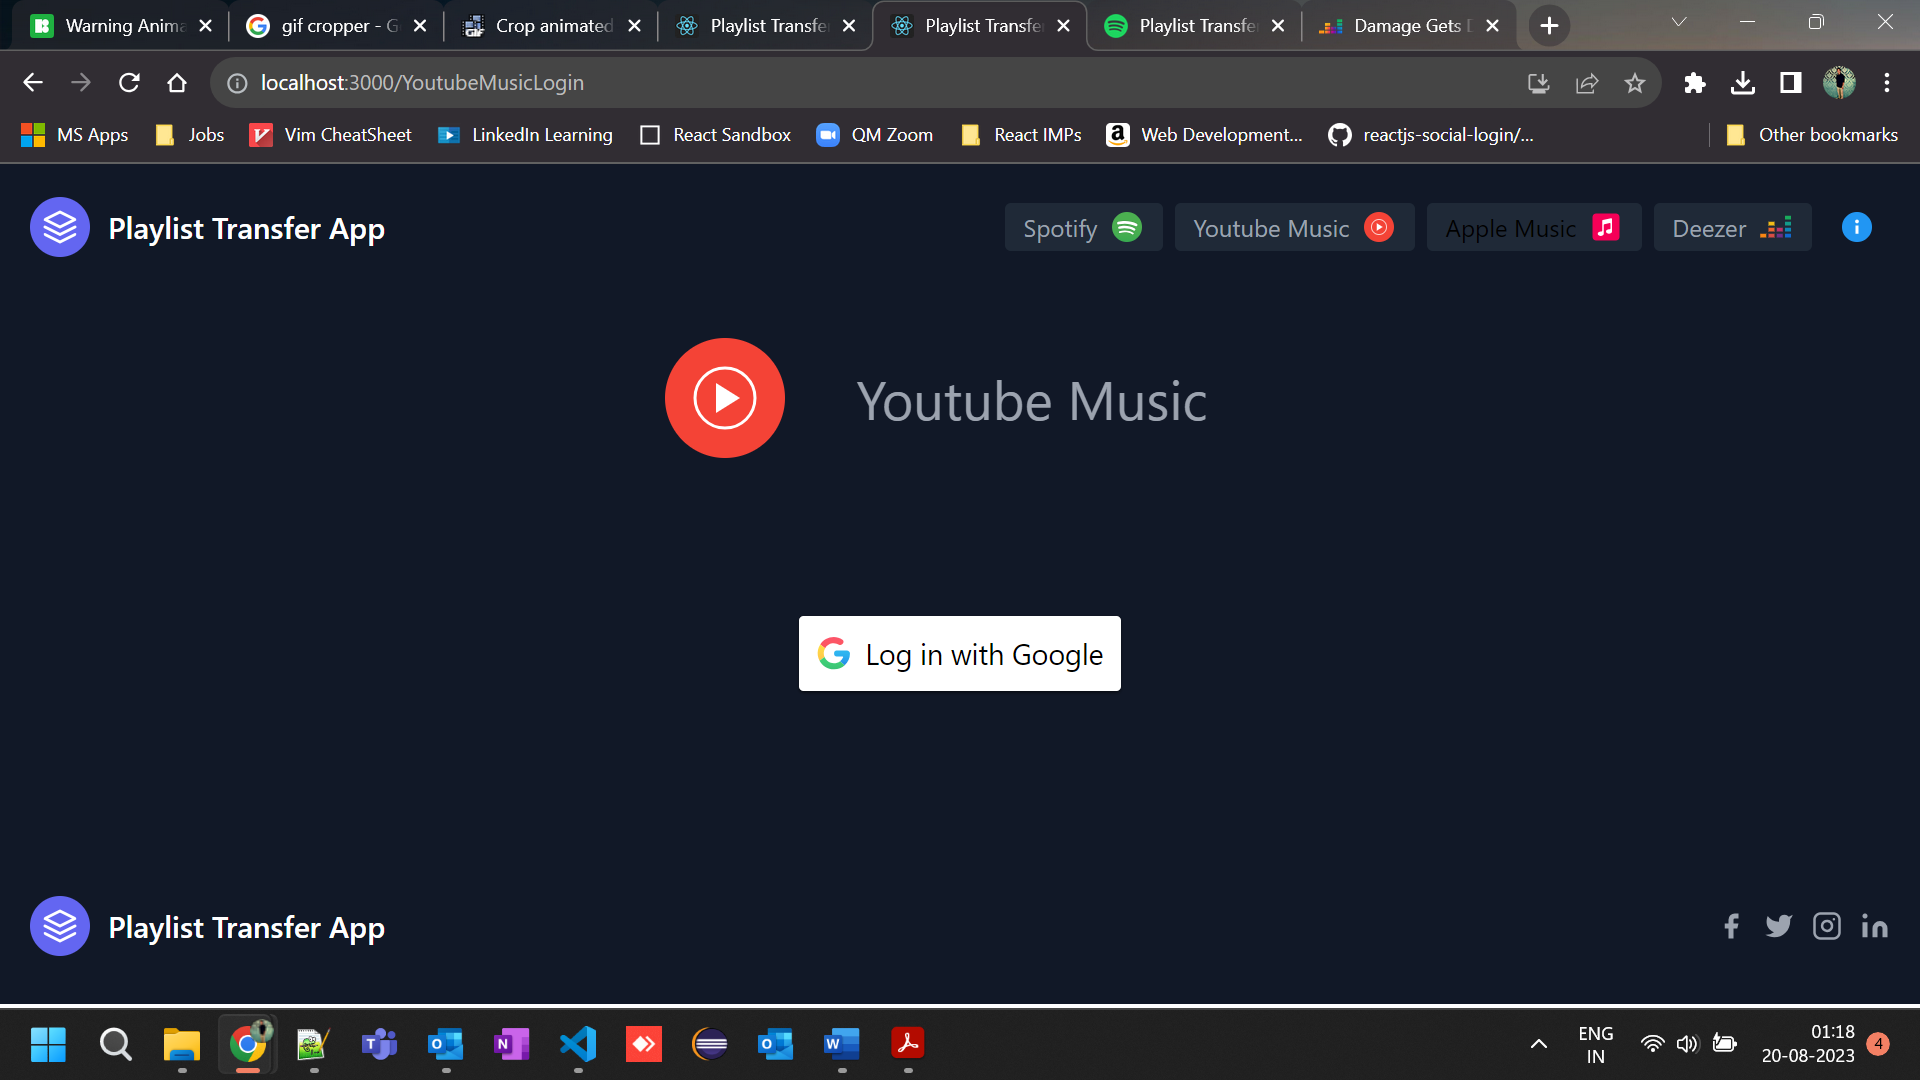 Warning Anima
gif cropper - G
Crop animated
Playlist Transfe
Playlist Transfe
Playlist Transfe
Damage Gets D
localhost:3000/YoutubeMusicLogin
MS Apps
Jobs
Vim CheatSheet
LinkedIn Learning
React Sandbox
QM Zoom
React IMPs
Web Development...
reactjs-social-login/...
Other bookmarks
Playlist Transfer App
Spotify
Youtube Music
Apple Music
Deezer
Youtube Music
Log in with Google
Playlist Transfer App
ENG
IN
01:18
20-08-2023
4